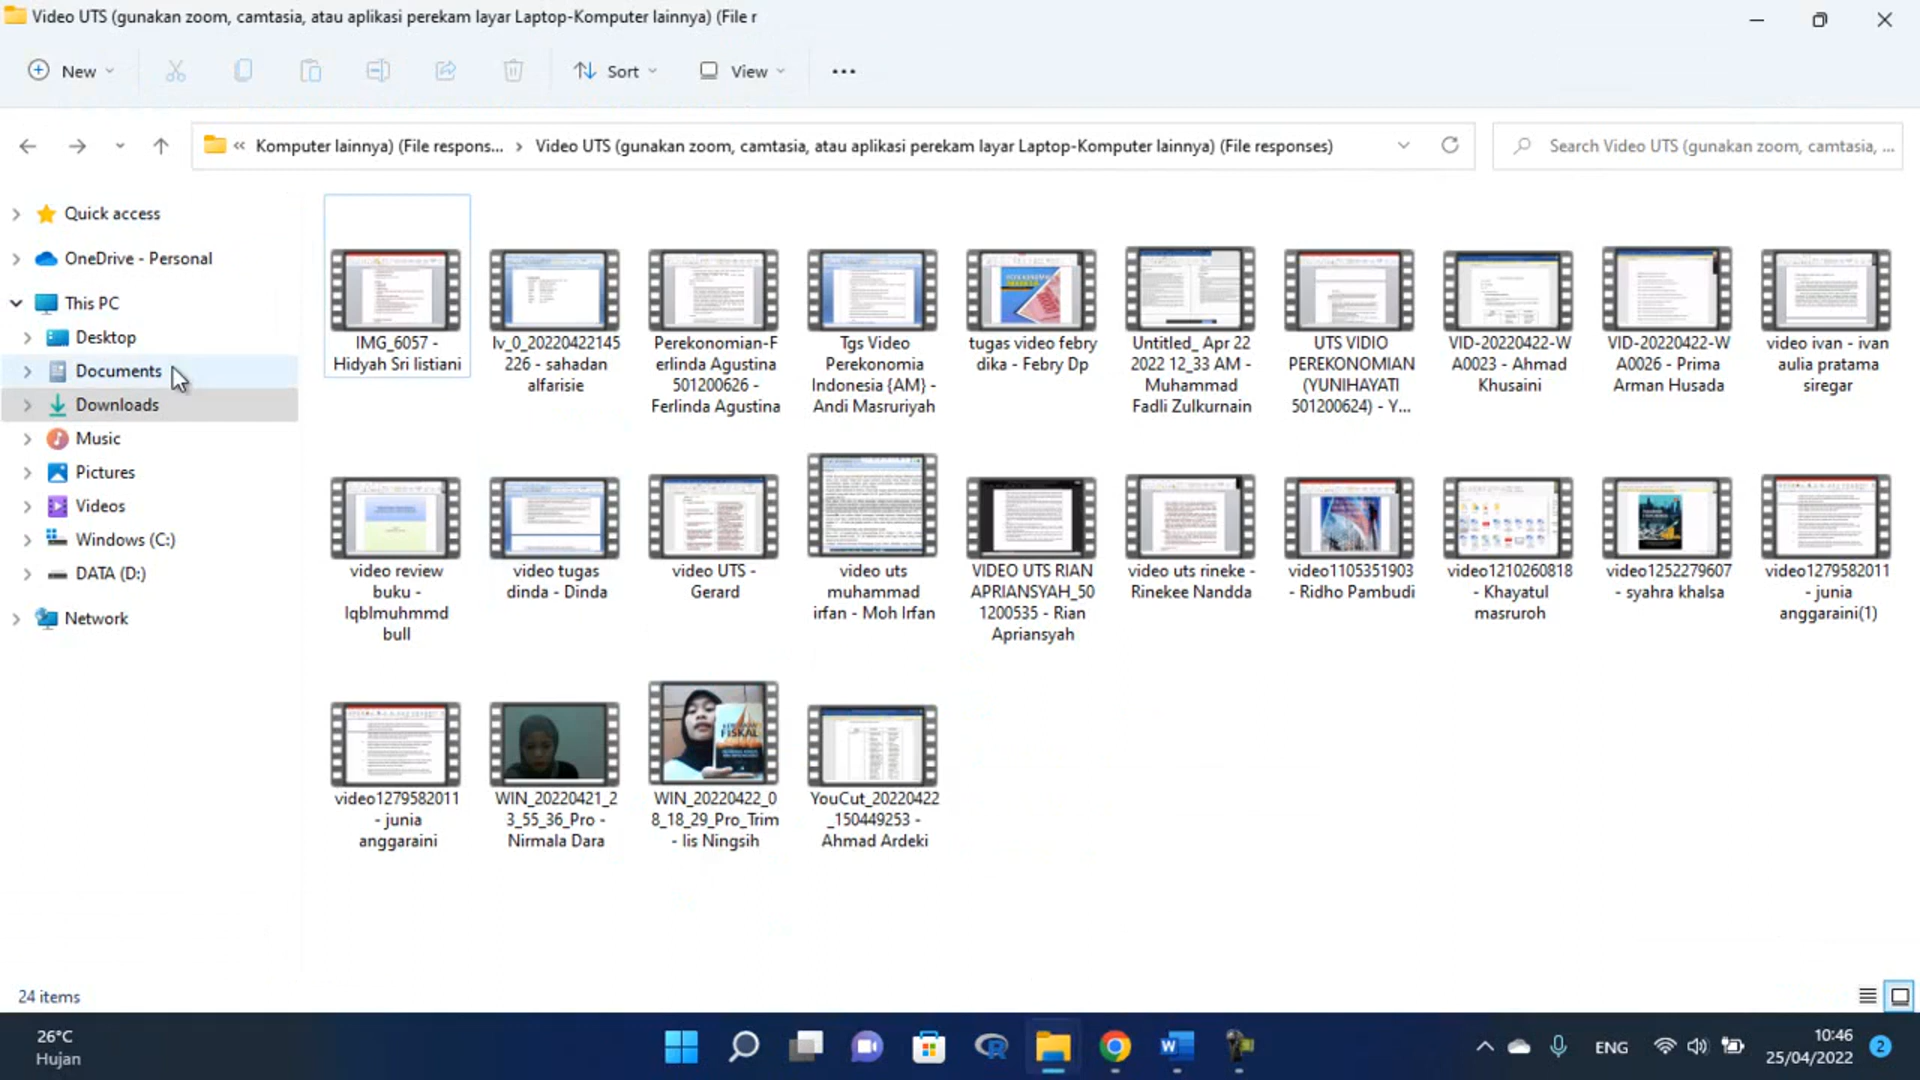 Video UTS (gunakan zoom, camtasia, atau aplikasi perekam layar Laptop-Komputer lainnya) (File r
New
Sort
View
Komputer lainnya) (File respons... › Video UTS (gunakan zoom, camtasia, atau aplikasi perekam layar Laptop-Komputer lainnya) (File responses)
Search Video UTS (gunakan zoom, camtasia, ...
Quick access
OneDrive - Personal
This PC
Desktop
Documents
Downloads
Music
Pictures
Videos
Windows (C:)
DATA (D:)
Network
IMG_6057 -
Hidyah Sri listiani
lv_0_20220422145
226 - sahadan
alfarisie
Perekonomian-F
erlinda Agustina
501200626 -
Ferlinda Agustina
Tgs Video
Perekonomia
Indonesia {AM} -
Andi Masruriyah
tugas video febry
dika - Febry Dp
Untitled_ Apr 22
2022 12_33 AM -
Muhammad
Fadli Zulkurnain
UTS VIDIO
PEREKONOMIAN
(YUNIHAYATI
501200624) - Y...
VID-20220422-W
A0023 - Ahmad
Khusaini
VID-20220422-W
A0026 - Prima
Arman Husada
video ivan - ivan
aulia pratama
siregar
video review
buku -
Iqblmuhmmd
bull
video tugas
dinda - Dinda
video UTS -
Gerard
video uts
muhammad
irfan - Moh Irfan
VIDEO UTS RIAN
APRIANSYAH_50
1200535 - Rian
Apriansyah
video uts rineke -
Rinekee Nandda
video1105351903
- Ridho Pambudi
video1210260818
- Khayatul
masruroh
video1252279607
- syahra khalsa
video1279582011
- junia
anggaraini(1)
video1279582011
- junia
anggaraini
WIN_20220421_2
3_55_36_Pro -
Nirmala Dara
WIN_20220422_0
8_18_29_Pro_Trim
- Iis Ningsih
FISKAL
YouCut_20220422
_150449253 -
Ahmad Ardeki
24 items
26°C
Hujan
ENG
10:46
25/04/2022
2